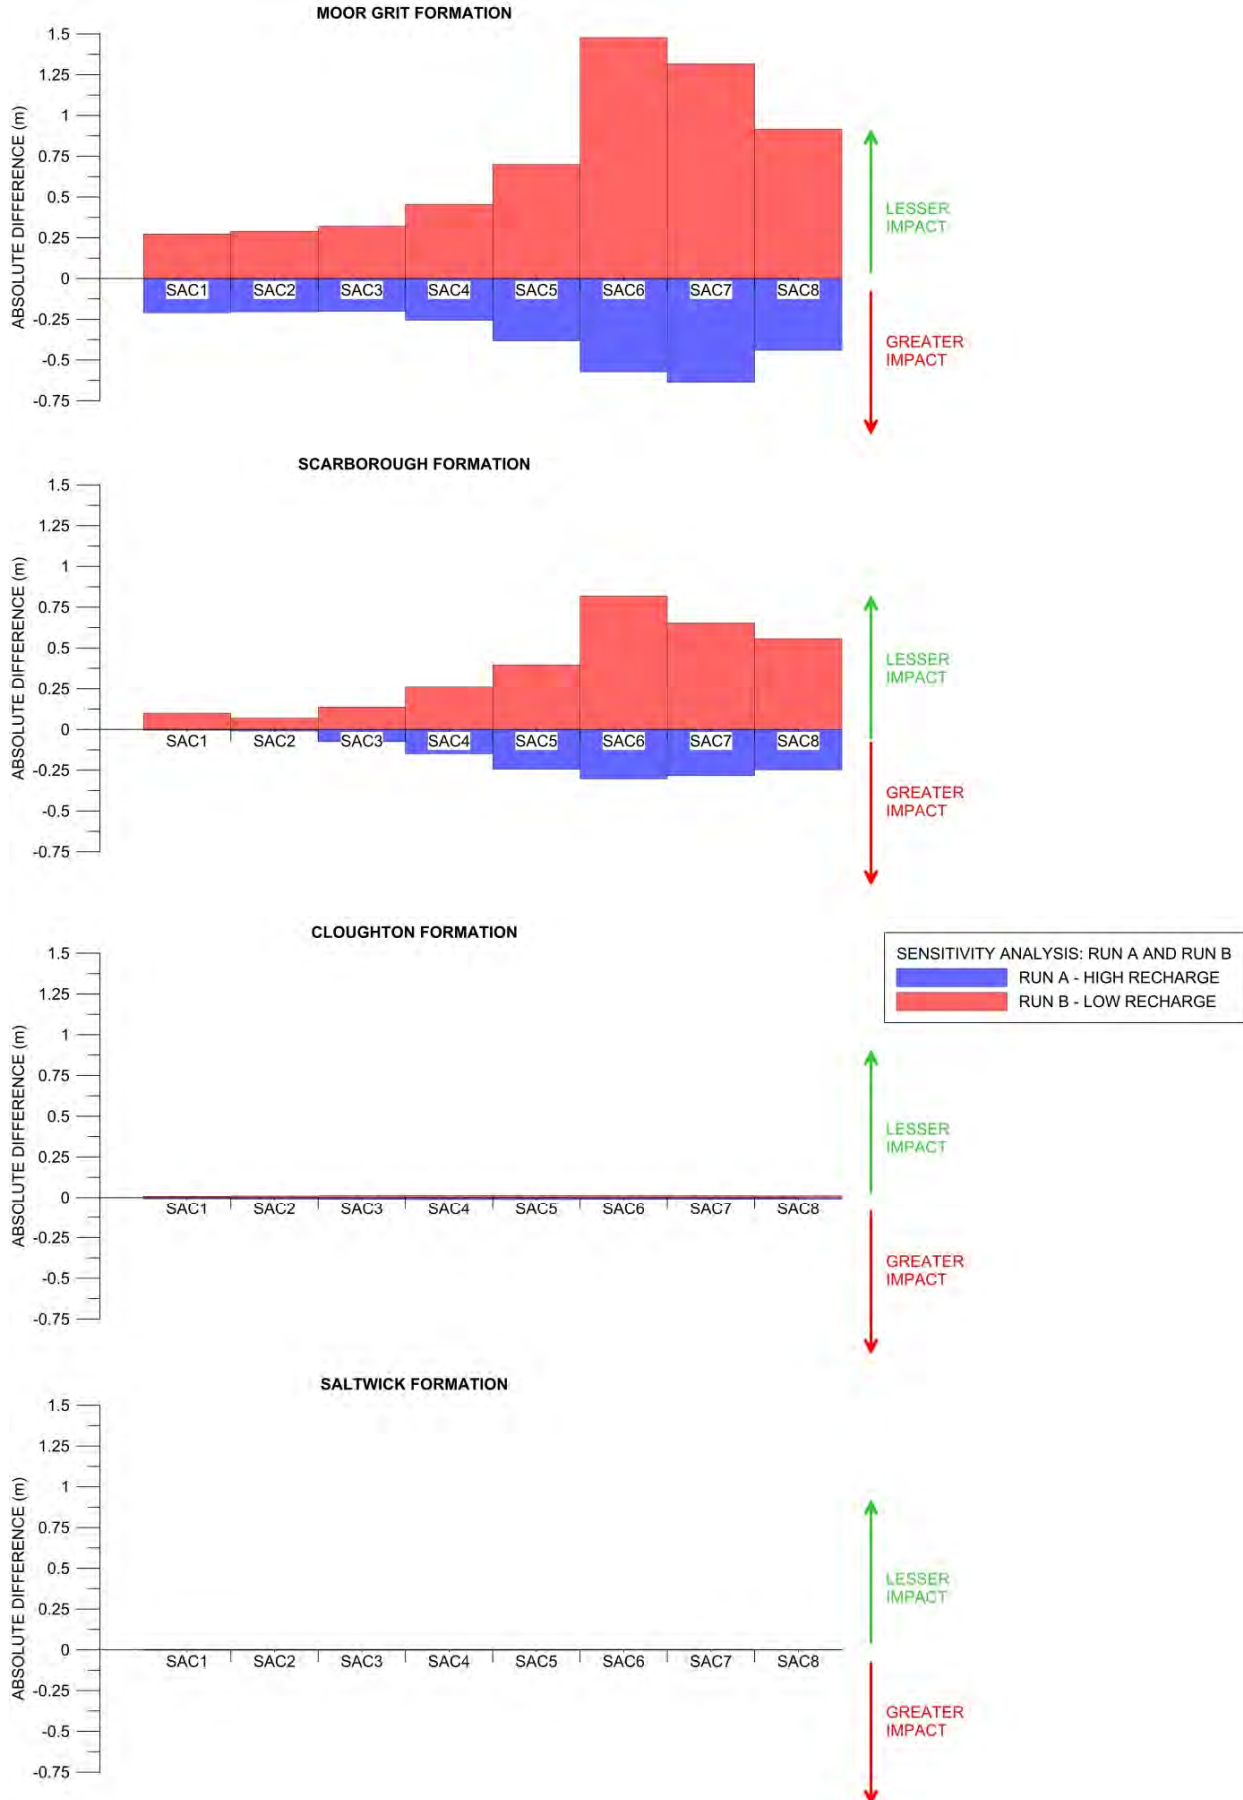 MOOR GRIT FORMATION
1.5
1.25
1
0.75
0.5
0.25
0
-0.25
-0.5
-0.75
ABSOLUTE DIFFERENCE (m)
SAC1 SAC2 SAC3 SAC4 SAC5 SAC6 SAC7 SAC8
LESSER
IMPACT
GREATER
IMPACT
SCARBOROUGH FORMATION
1.5
1.25
1
0.75
0.5
0.25
0
-0.25
-0.5
-0.75
ABSOLUTE DIFFERENCE (m)
SAC1 SAC2 SAC3 SAC4 SAC5 SAC6 SAC7 SAC8
LESSER
IMPACT
GREATER
IMPACT
CLOUGHTON FORMATION
1.5
1.25
1
0.75
0.5
0.25
0
-0.25
-0.5
-0.75
ABSOLUTE DIFFERENCE (m)
SAC1 SAC2 SAC3 SAC4 SAC5 SAC6 SAC7 SAC8
LESSER
IMPACT
GREATER
IMPACT
SENSITIVITY ANALYSIS: RUN A AND RUN B
RUN A - HIGH RECHARGE
RUN B - LOW RECHARGE
SALTWICK FORMATION
1.5
1.25
1
0.75
0.5
0.25
0
-0.25
-0.5
-0.75
ABSOLUTE DIFFERENCE (m)
SAC1 SAC2 SAC3 SAC4 SAC5 SAC6 SAC7 SAC8
LESSER
IMPACT
GREATER
IMPACT